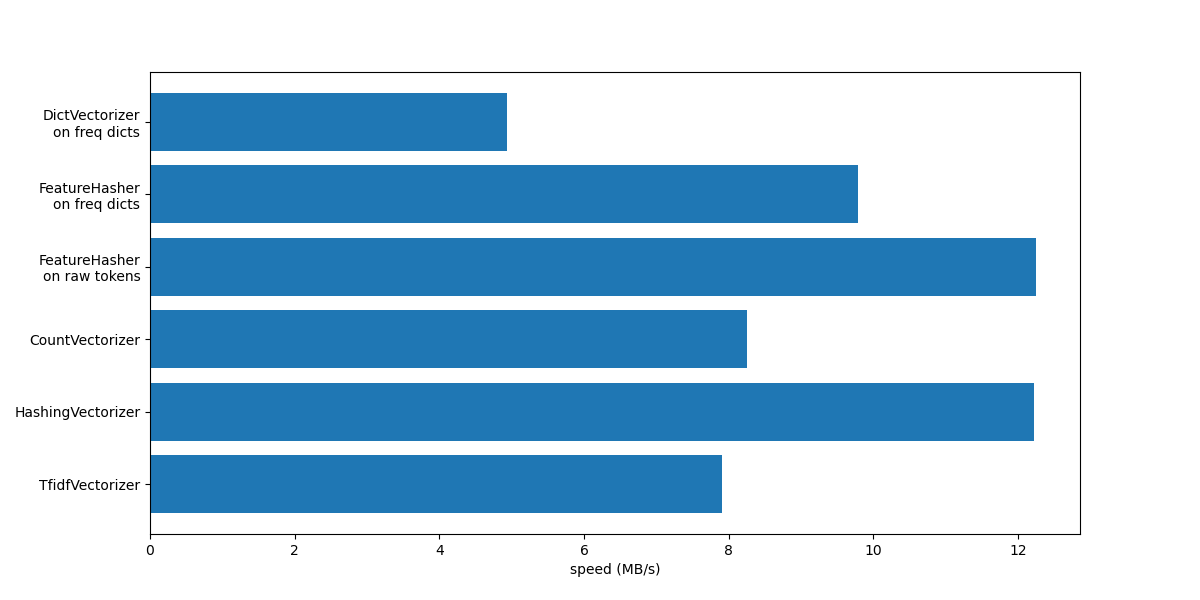 DictVectorizer
on freq dicts
FeatureHasher
on freq dicts
FeatureHasher
on raw tokens
CountVectorizer
HashingVectorizer
TfidfVectorizer
0 2 4 6 8 10 12
speed (MB/s)